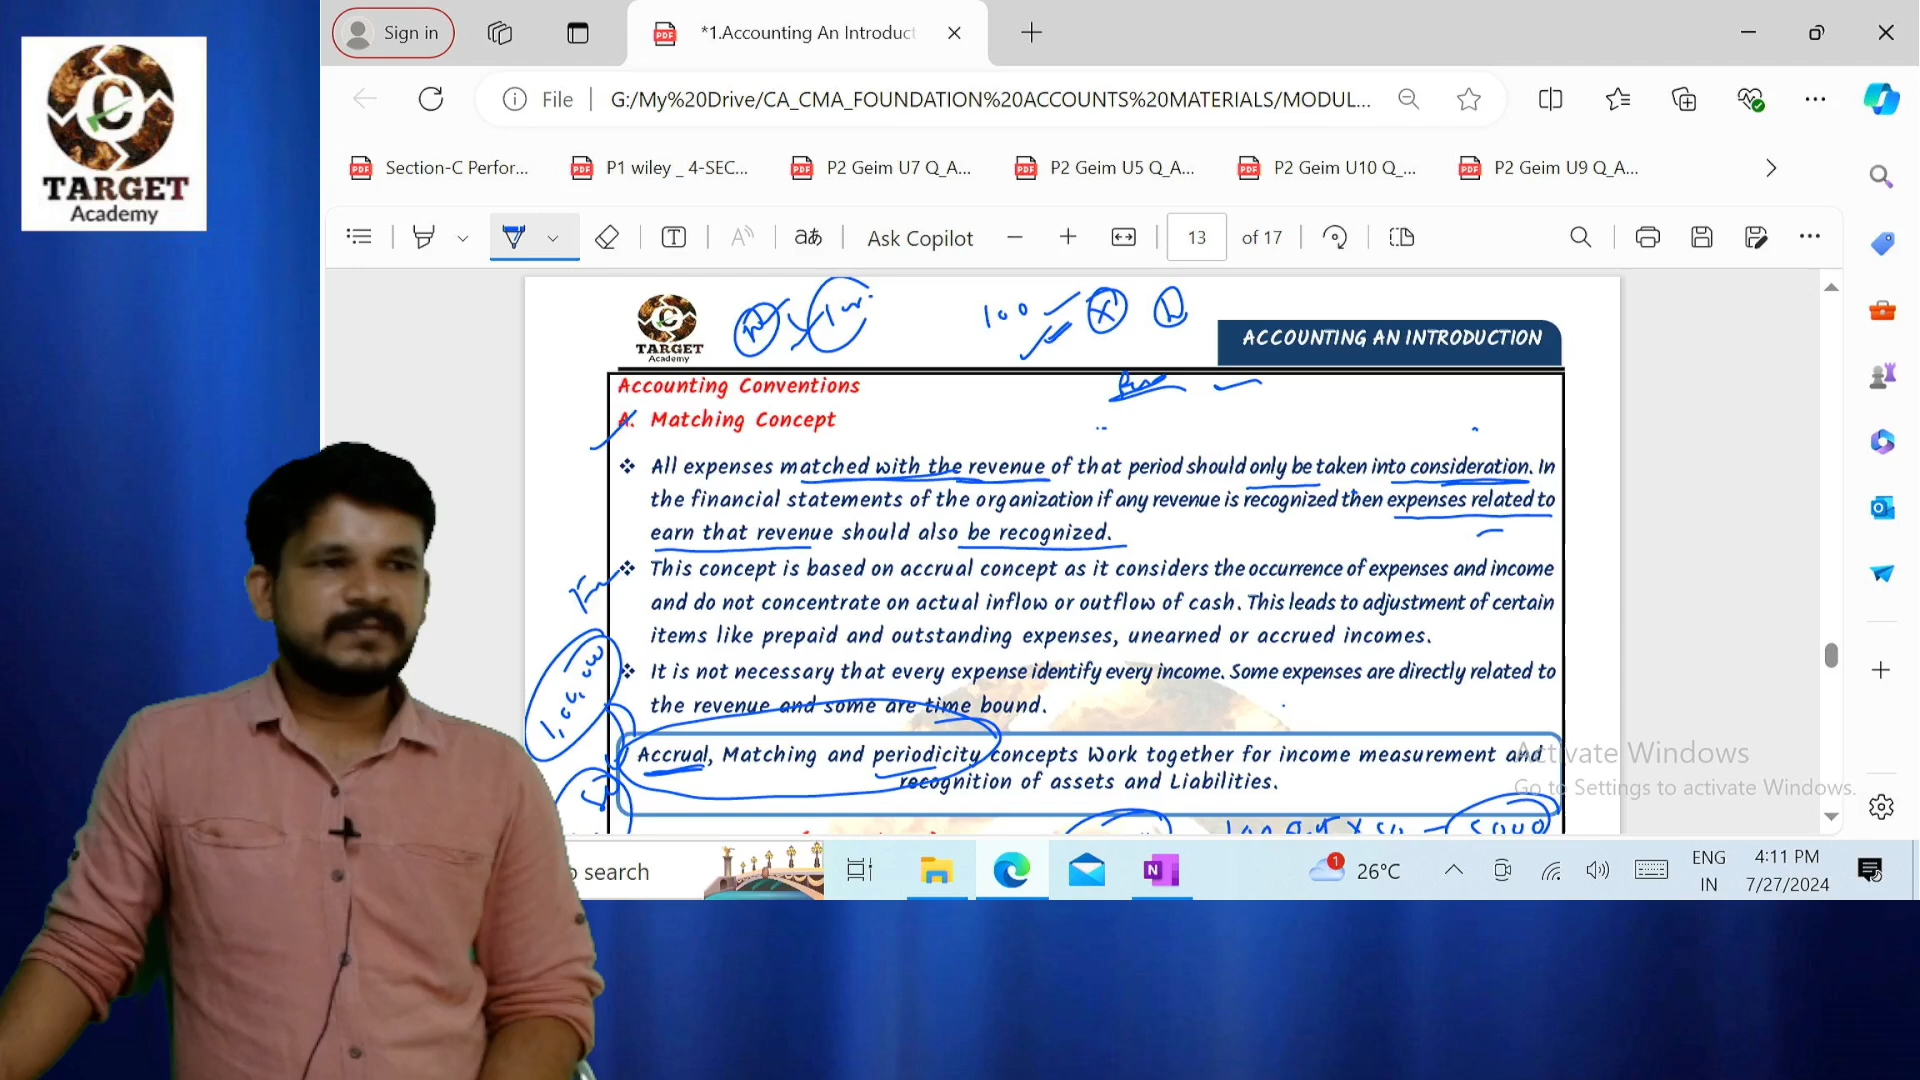 TARGET
Academy
Sign in
*1.Accounting An Introduct
File
G:/My%20Drive/CA_CMA_FOUNDATION%20ACCOUNTS%20MATERIALS/MODUL...
Section-C Perfor...
P1 wiley _ 4-SEC...
P2 Geim U7 Q_A...
P2 Geim U5 Q_A...
P2 Geim U10 Q_...
P2 Geim U9 Q_A...
Ask Copilot
13
of 17
TARGET
Academy
100
ACCOUNTING AN INTRODUCTION
Accounting Conventions
A. Matching Concept
❖ All expenses matched with the revenue of that period should only be taken into consideration. In
the financial statements of the organization if any revenue is recognized then expenses related to
earn that revenue should also be recognized.
❖ This concept is based on accrual concept as it considers the occurrence of expenses and income
and do not concentrate on actual inflow or outflow of cash. This leads to adjustment of certain
items like prepaid and outstanding expenses, unearned or accrued incomes.
❖ It is not necessary that every expense identify every income. Some expenses are directly related to
the revenue and some are time bound.
Accrual, Matching and periodicity concepts Work together for income measurement and
recognition of assets and Liabilities.
Activate Windows
Go to Settings to activate Windows.
search
1
26°C
ENG
IN
4:11 PM
7/27/2024